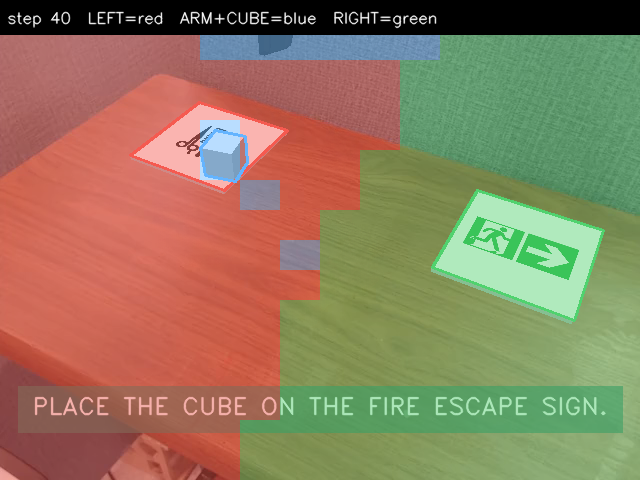 step 40 LEFT=red ARM+CUBE=blue RIGHT=green
PLACE THE CUBE ON THE FIRE ESCAPE SIGN.